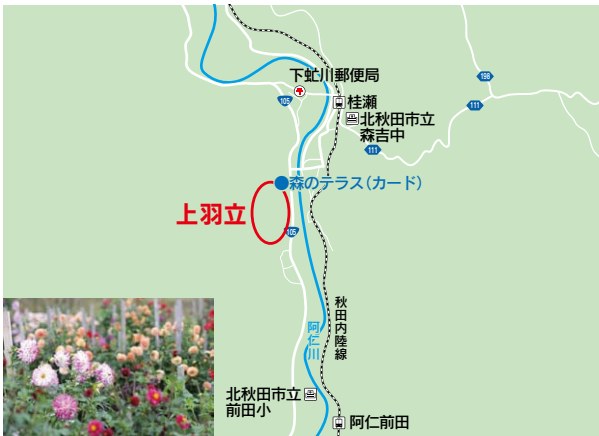 下虻川郵便局
198
105
桂瀬
111
北秋田市立
森吉中
111
森のテラス（カード）
上羽立
105
秋田内陸線
阿仁川
北秋田市立
前田小
阿仁前田